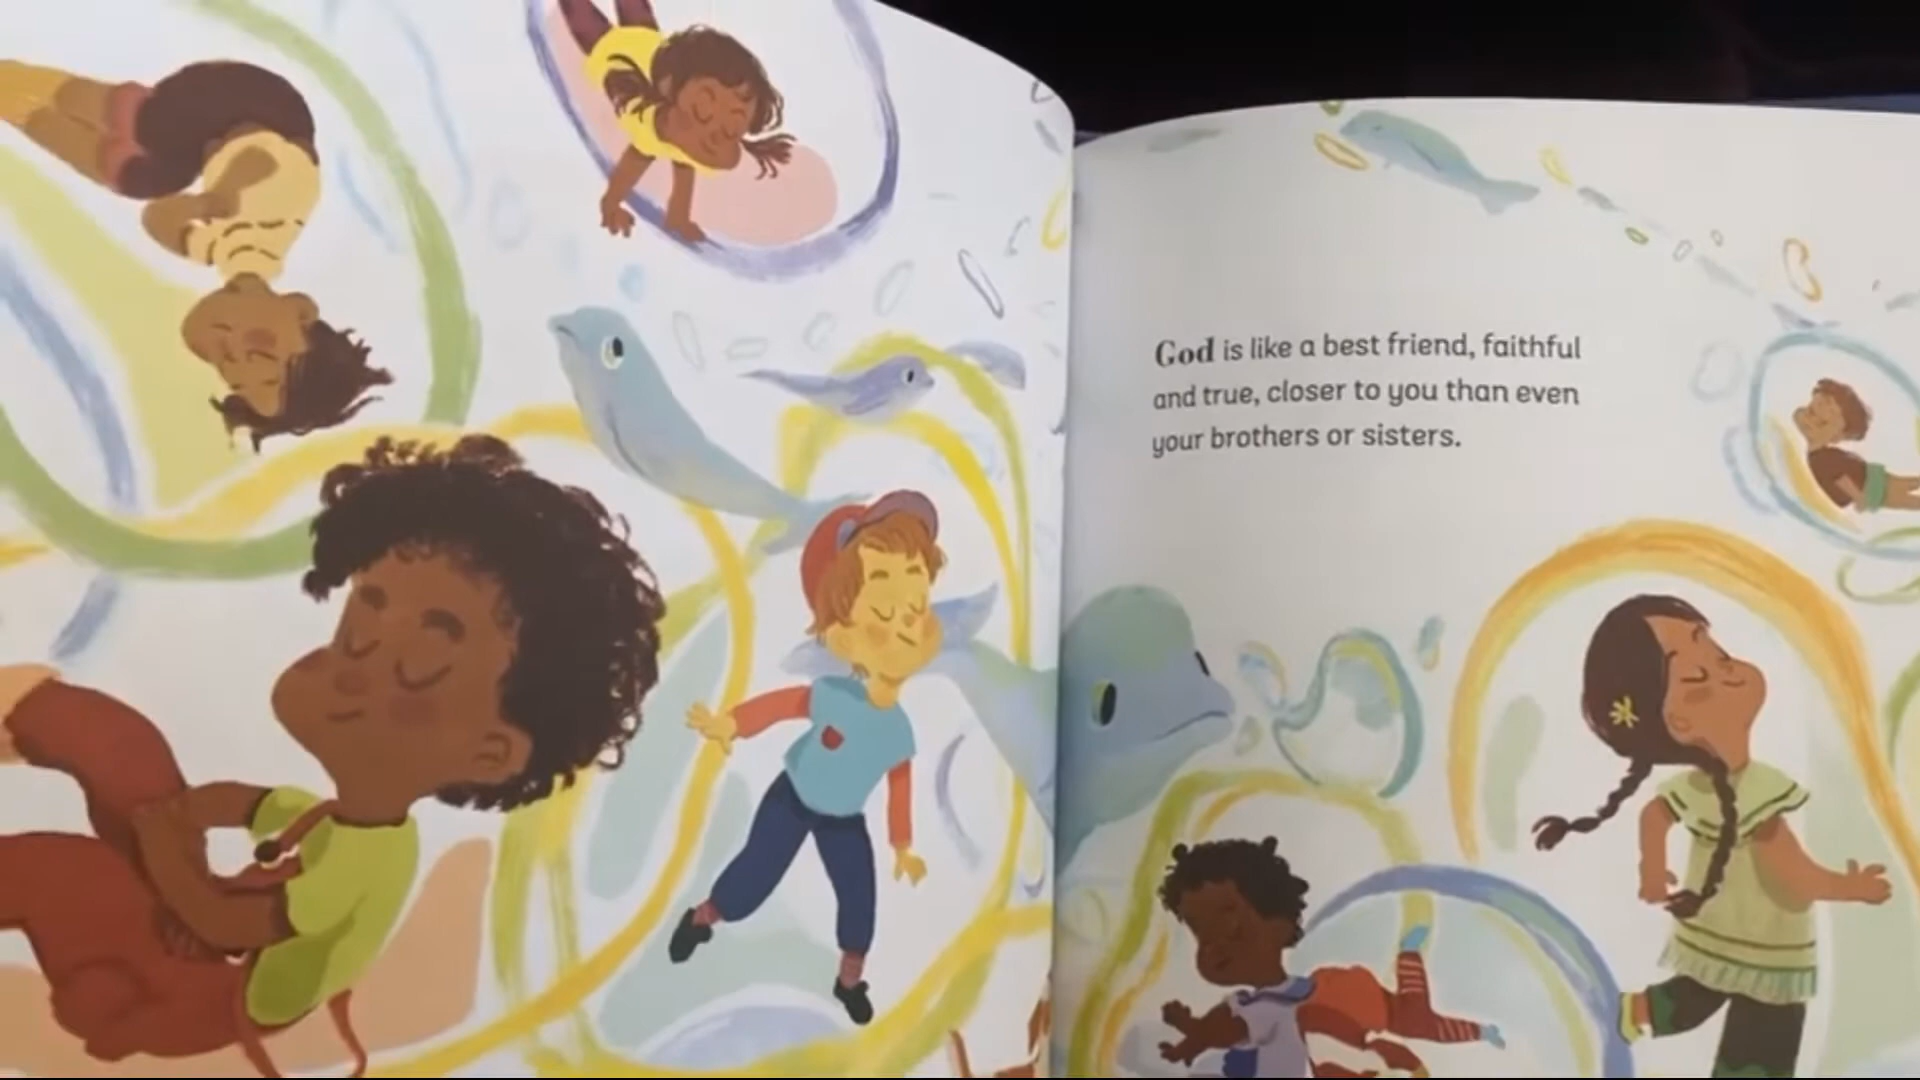 God is like a best friend, faithful
and true, closer to you than even
your brothers or sisters.